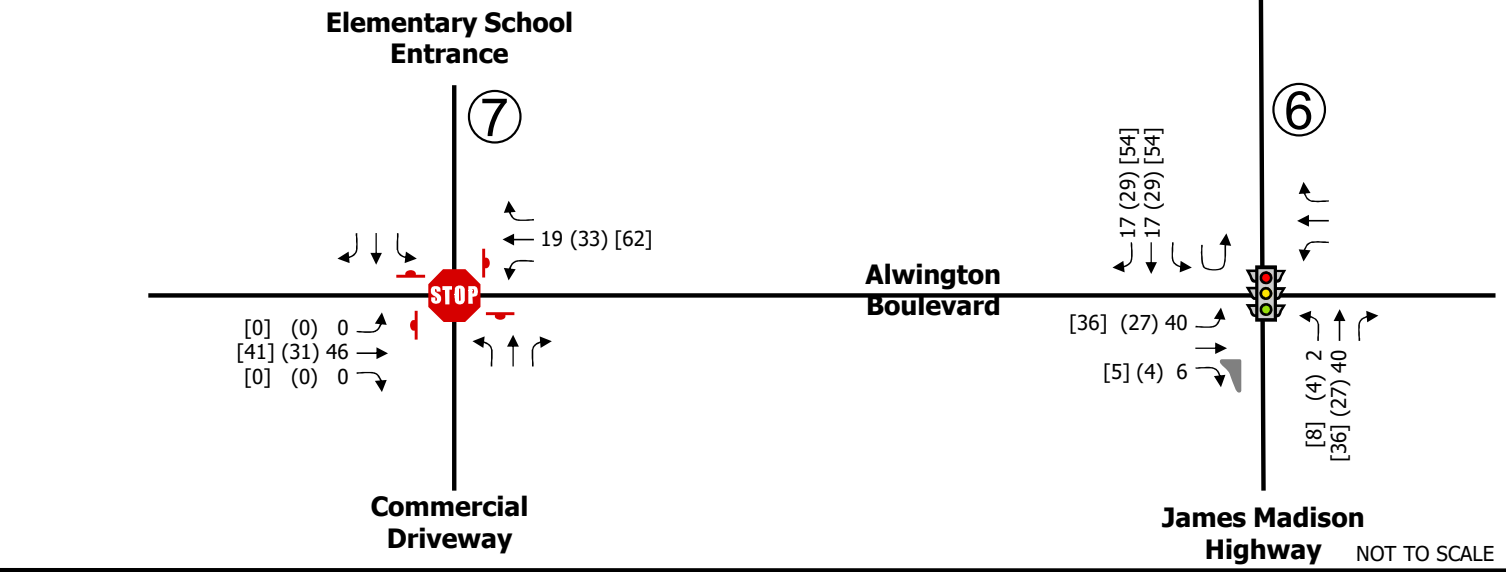 Elementary School
Entrance
7
6
17 (29) [54]
17 (29) [54]
19 (33) [62]
STOP
Alwington
Boulevard
[0] (0) 0
[41] (31) 46
[0] (0) 0
[36] (27) 40
[5] (4) 6
[8] (4) 2
[36] (27) 40
Commercial
Driveway
James Madison
Highway
NOT TO SCALE